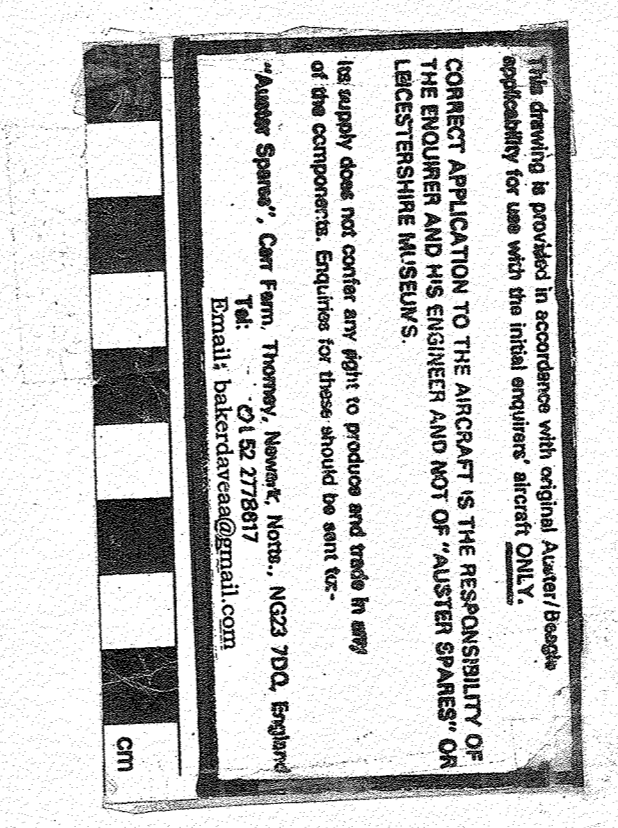 This drawing is provided in accordance with original Auster/Beagle
applicability for use with the initial enquirers' aircraft ONLY.
CORRECT APPLICATION TO THE AIRCRAFT IS THE RESPONSIBILITY OF
THE ENQUIRER AND HIS ENGINEER AND NOT OF "AUSTER SPARES" OR
LEICESTERSHIRE MUSEUMS.
Its supply does not confer any right to produce and trade in any
of the components. Enquiries for these should be sent to:-
"Auster Spares", Carr Farm, Thorney, Newark, Notts., NG23 7DQ, England
Tel: 01 52 2778817
Email: bakerdaveaa@gmail.com
cm